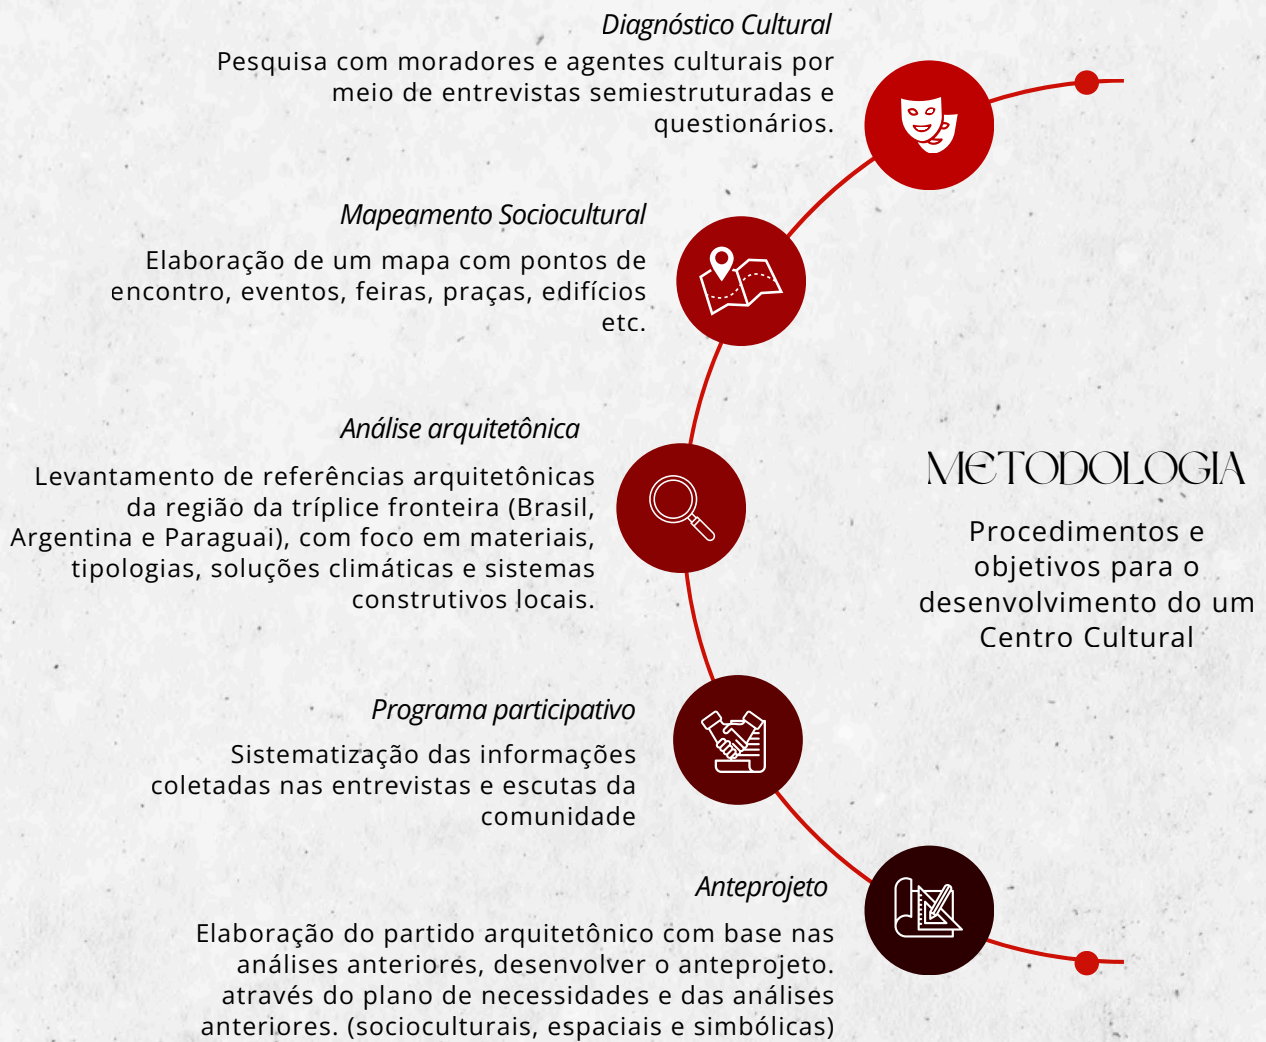 Diagnóstico Cultural
Pesquisa com moradores e agentes culturais por
meio de entrevistas semiestruturadas e
questionários.
Mapeamento Sociocultural
Elaboração de um mapa com pontos de
encontro, eventos, feiras, praças, edifícios
etc.
Análise arquitetônica
Levantamento de referências arquitetônicas
da região da tríplice fronteira (Brasil,
Argentina e Paraguai), com foco em materiais,
tipologias, soluções climáticas e sistemas
construtivos locais.
Programa participativo
Sistematização das informações
coletadas nas entrevistas e escutas da
comunidade
Anteprojeto
Elaboração do partido arquitetônico com base nas
análises anteriores, desenvolver o anteprojeto.
através do plano de necessidades e das análises
anteriores. (socioculturais, espaciais e simbólicas)
METODOLOGIA
Procedimentos e
objetivos para o
desenvolvimento do um
Centro Cultural